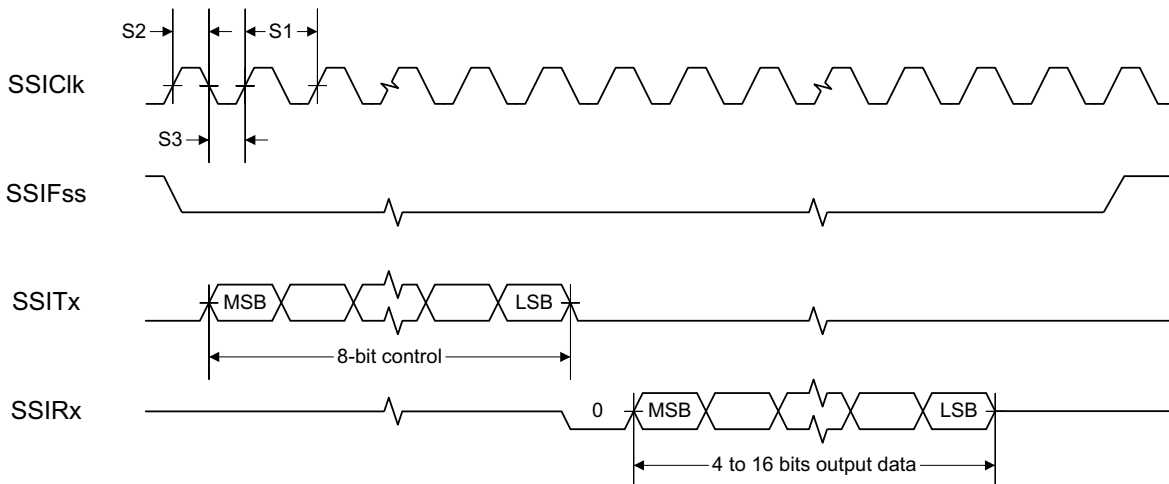 S2
S1
SSIClk
S3
SSIFss
SSITx
MSB
LSB
8-bit control
SSIRx
0
MSB
LSB
4 to 16 bits output data